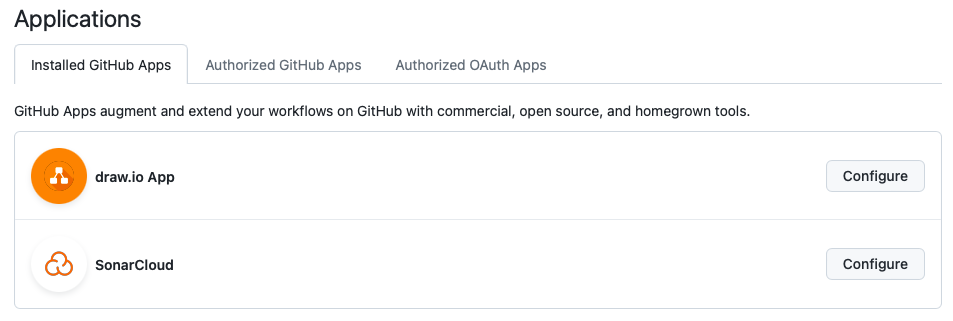 Applications
Installed GitHub Apps
Authorized GitHub Apps
Authorized OAuth Apps
GitHub Apps augment and extend your workflows on GitHub with commercial, open source, and homegrown tools.
draw.io App
Configure
SonarCloud
Configure